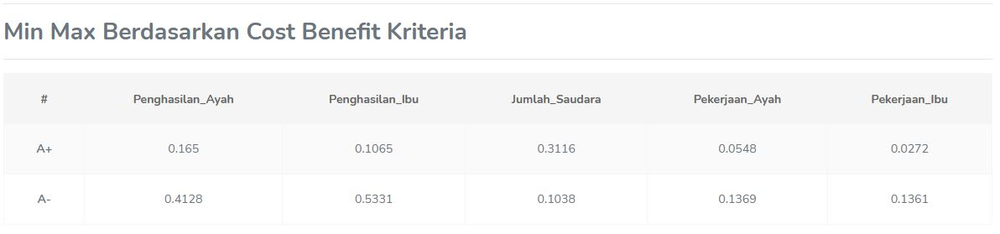 Min Max Berdasarkan Cost Benefit Kriteria
# Penghasilan_Ayah Penghasilan_Ibu Jumlah_Saudara Pekerjaan_Ayah Pekerjaan_Ibu
A+ 0.165 0.1065 0.3116 0.0548 0.0272
A- 0.4128 0.5331 0.1038 0.1369 0.1361